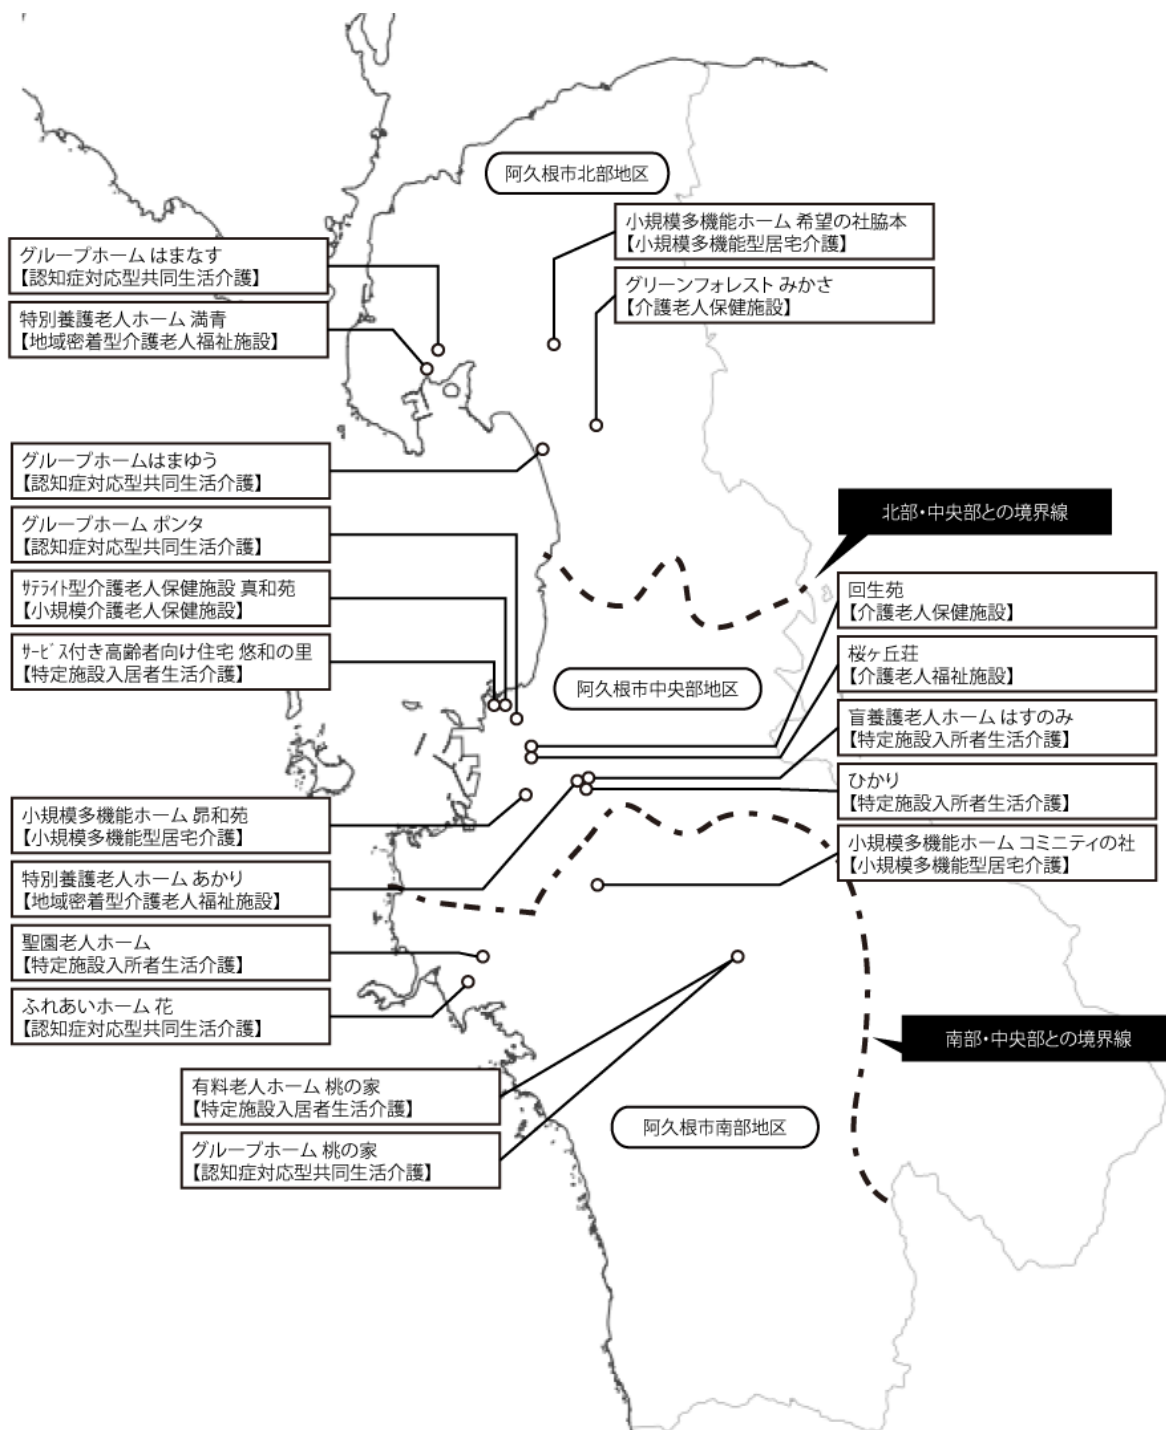 阿久根市北部地区
小規模多機能ホーム 希望の社脇本
【小規模多機能型居宅介護】
グリーンフォレスト みかさ
【介護老人保健施設】
グループホーム はまなす
【認知症対応型共同生活介護】
特別養護老人ホーム 満青
【地域密着型介護老人福祉施設】
グループホームはまゆう
【認知症対応型共同生活介護】
グループホーム ポンタ
【認知症対応型共同生活介護】
ｻﾃﾗｲﾄ型介護老人保健施設 真和苑
【小規模介護老人保健施設】
ｻｰﾋﾞｽ付き高齢者向け住宅 悠和の里
【特定施設入居者生活介護】
北部・中央部との境界線
回生苑
【介護老人保健施設】
桜ヶ丘荘
【介護老人福祉施設】
阿久根市中央部地区
盲養護老人ホーム はすのみ
【特定施設入所者生活介護】
ひかり
【特定施設入所者生活介護】
小規模多機能ホーム コミニティの社
【小規模多機能型居宅介護】
小規模多機能ホーム 昴和苑
【小規模多機能型居宅介護】
特別養護老人ホーム あかり
【地域密着型介護老人福祉施設】
聖園老人ホーム
【特定施設入所者生活介護】
ふれあいホーム 花
【認知症対応型共同生活介護】
南部・中央部との境界線
有料老人ホーム 桃の家
【特定施設入居者生活介護】
グループホーム 桃の家
【認知症対応型共同生活介護】
阿久根市南部地区